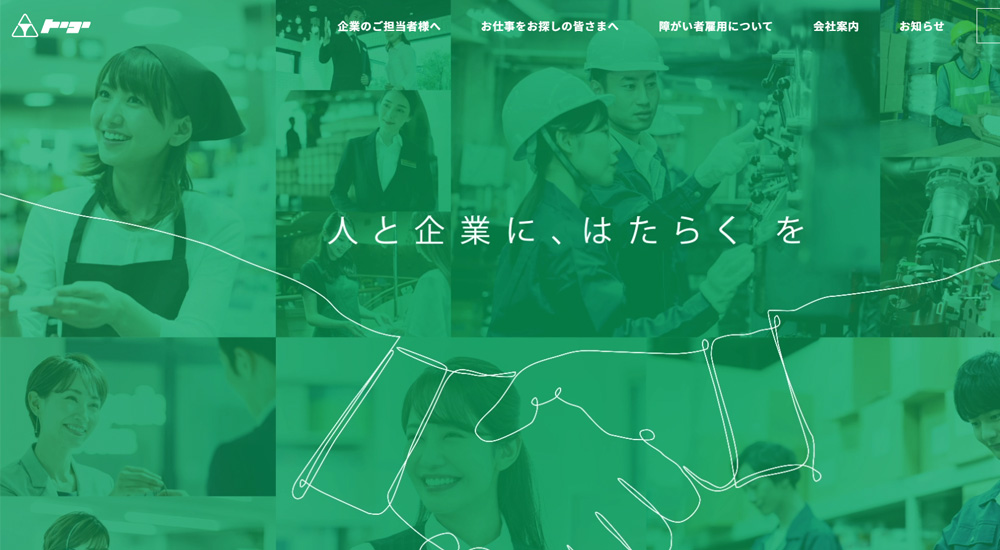 トーコー
企業のご担当者様へ
お仕事をお探しの皆さまへ
障がい者雇用について
会社案内
お知らせ
人と企業に、はたらく を